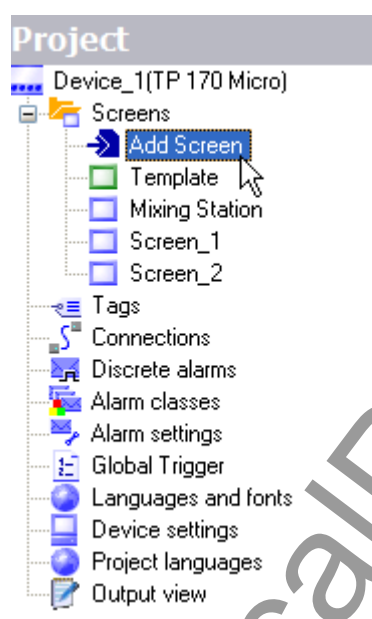 Project
Device_1(TP 170 Micro)
Screens
Add Screen
Template
Mixing Station
Screen_1
Screen_2
Tags
Connections
Discrete alarms
Alarm classes
Alarm settings
Global Trigger
Languages and fonts
Device settings
Project languages
Output view